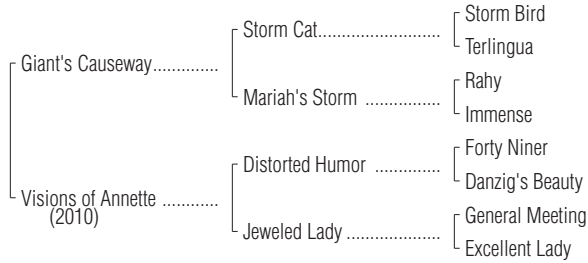 Storm Bird
Storm Cat....................................
Terlingua
Giant's Causeway.............
Rahy
Mariah's Storm ......................
Immense
Forty Niner
Distorted Humor ......................
Danzig's Beauty
Visions of Annette ............
(2010)
General Meeting
Jeweled Lady ..........................
Excellent Lady